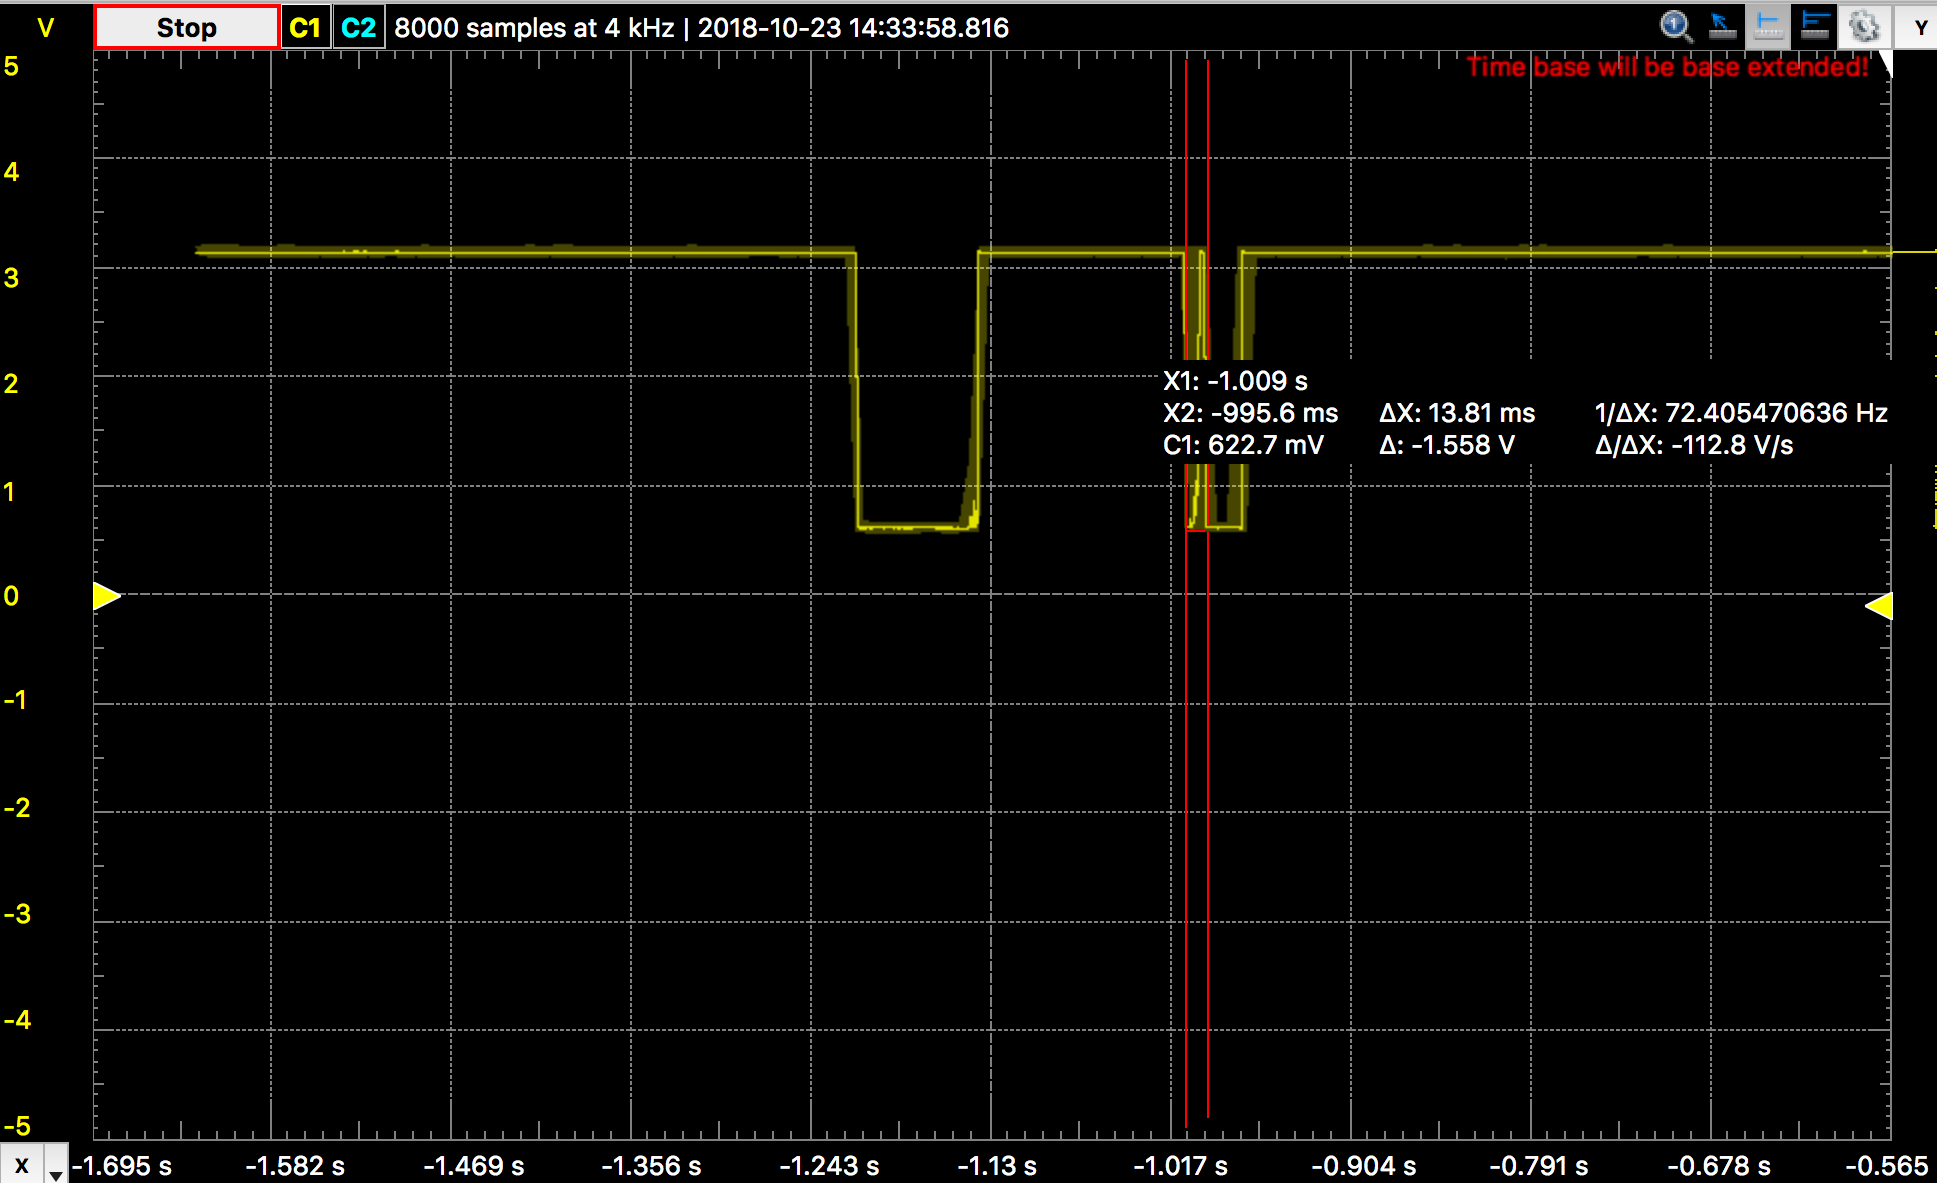 V Stop C1 C2 8000 samples at 4 kHz | 2018-10-23 14:33:58.816 1 Y
Time base will be base extended!
5
4
3
2
1
0
-1
-2
-3
-4
-5
X1: -1.009 s
X2: -995.6 ms ΔX: 13.81 ms 1/ΔX: 72.405470636 Hz
C1: 622.7 mV Δ: -1.558 V Δ/ΔX: -112.8 V/s
X -1.695 s -1.582 s -1.469 s -1.356 s -1.243 s -1.13 s -1.017 s -0.904 s -0.791 s -0.678 s -0.565